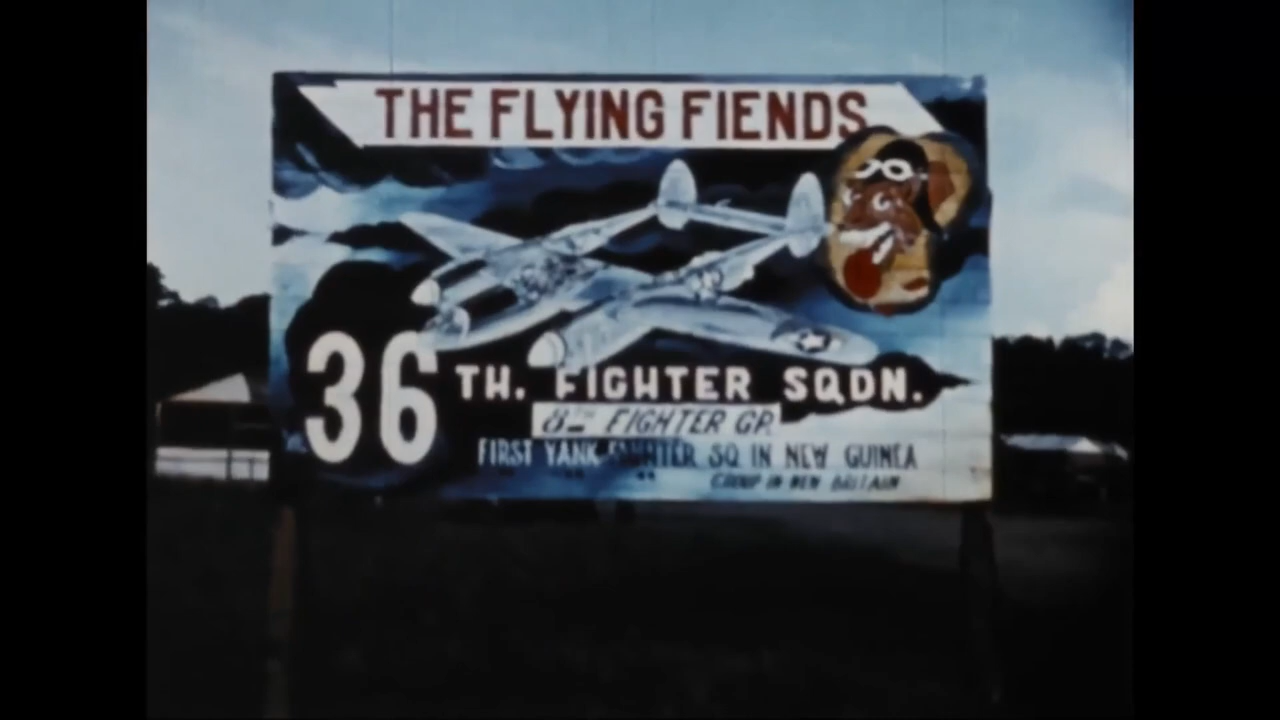 THE FLYING FIENDS
36 TH. FIGHTER SQDN.
8TH FIGHTER GP.
FIRST YANK FIGHTER SQ IN NEW GUINEA
" " GROUP IN NEW BRITAIN